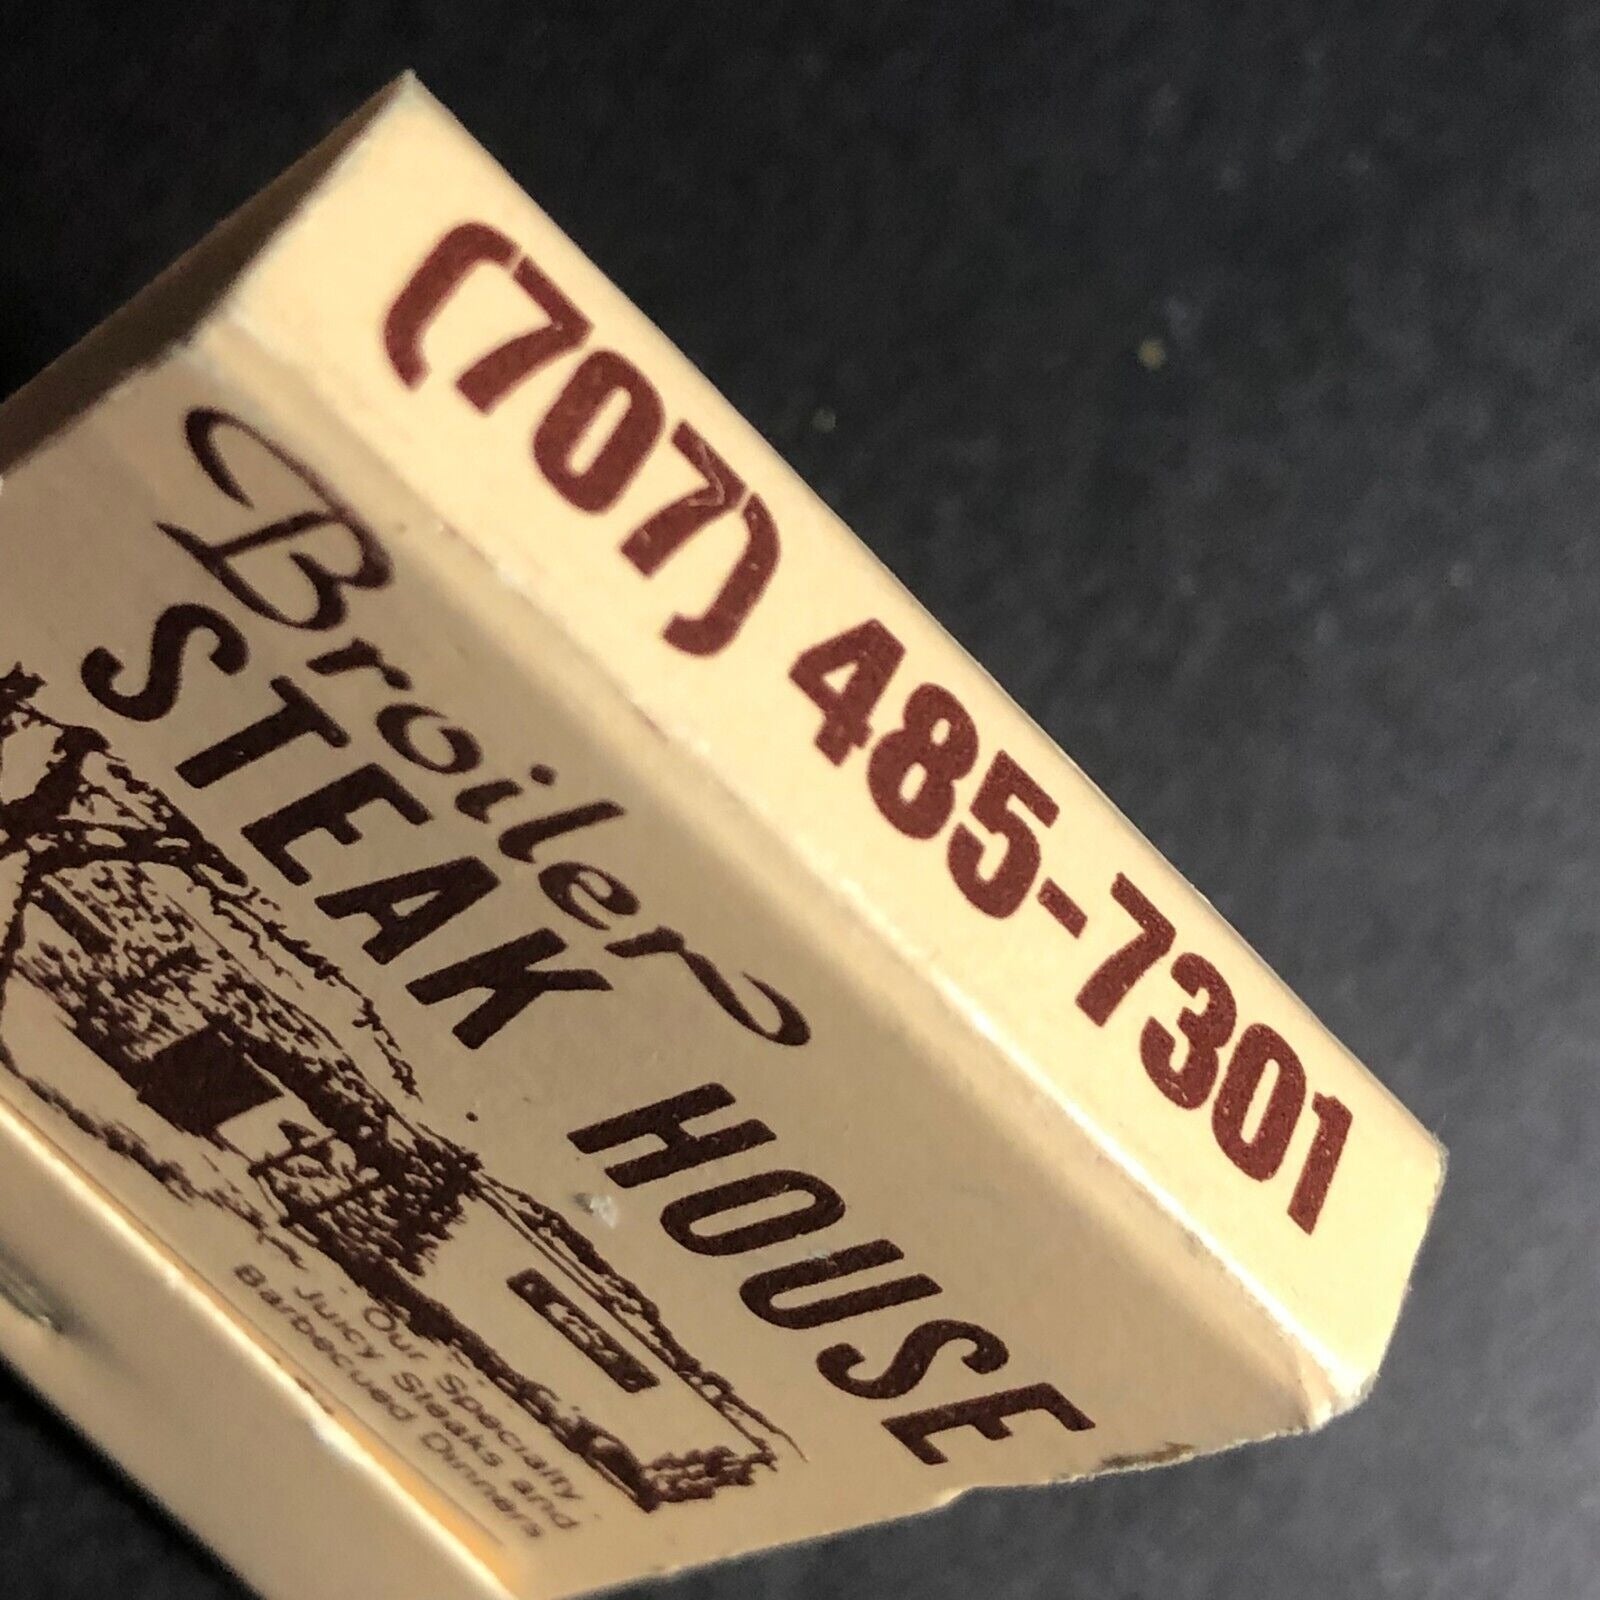 (707) 485-7301
Broiler
STEAK HOUSE
Our Specialty
Juicy Steaks and
Barbecued Dinners